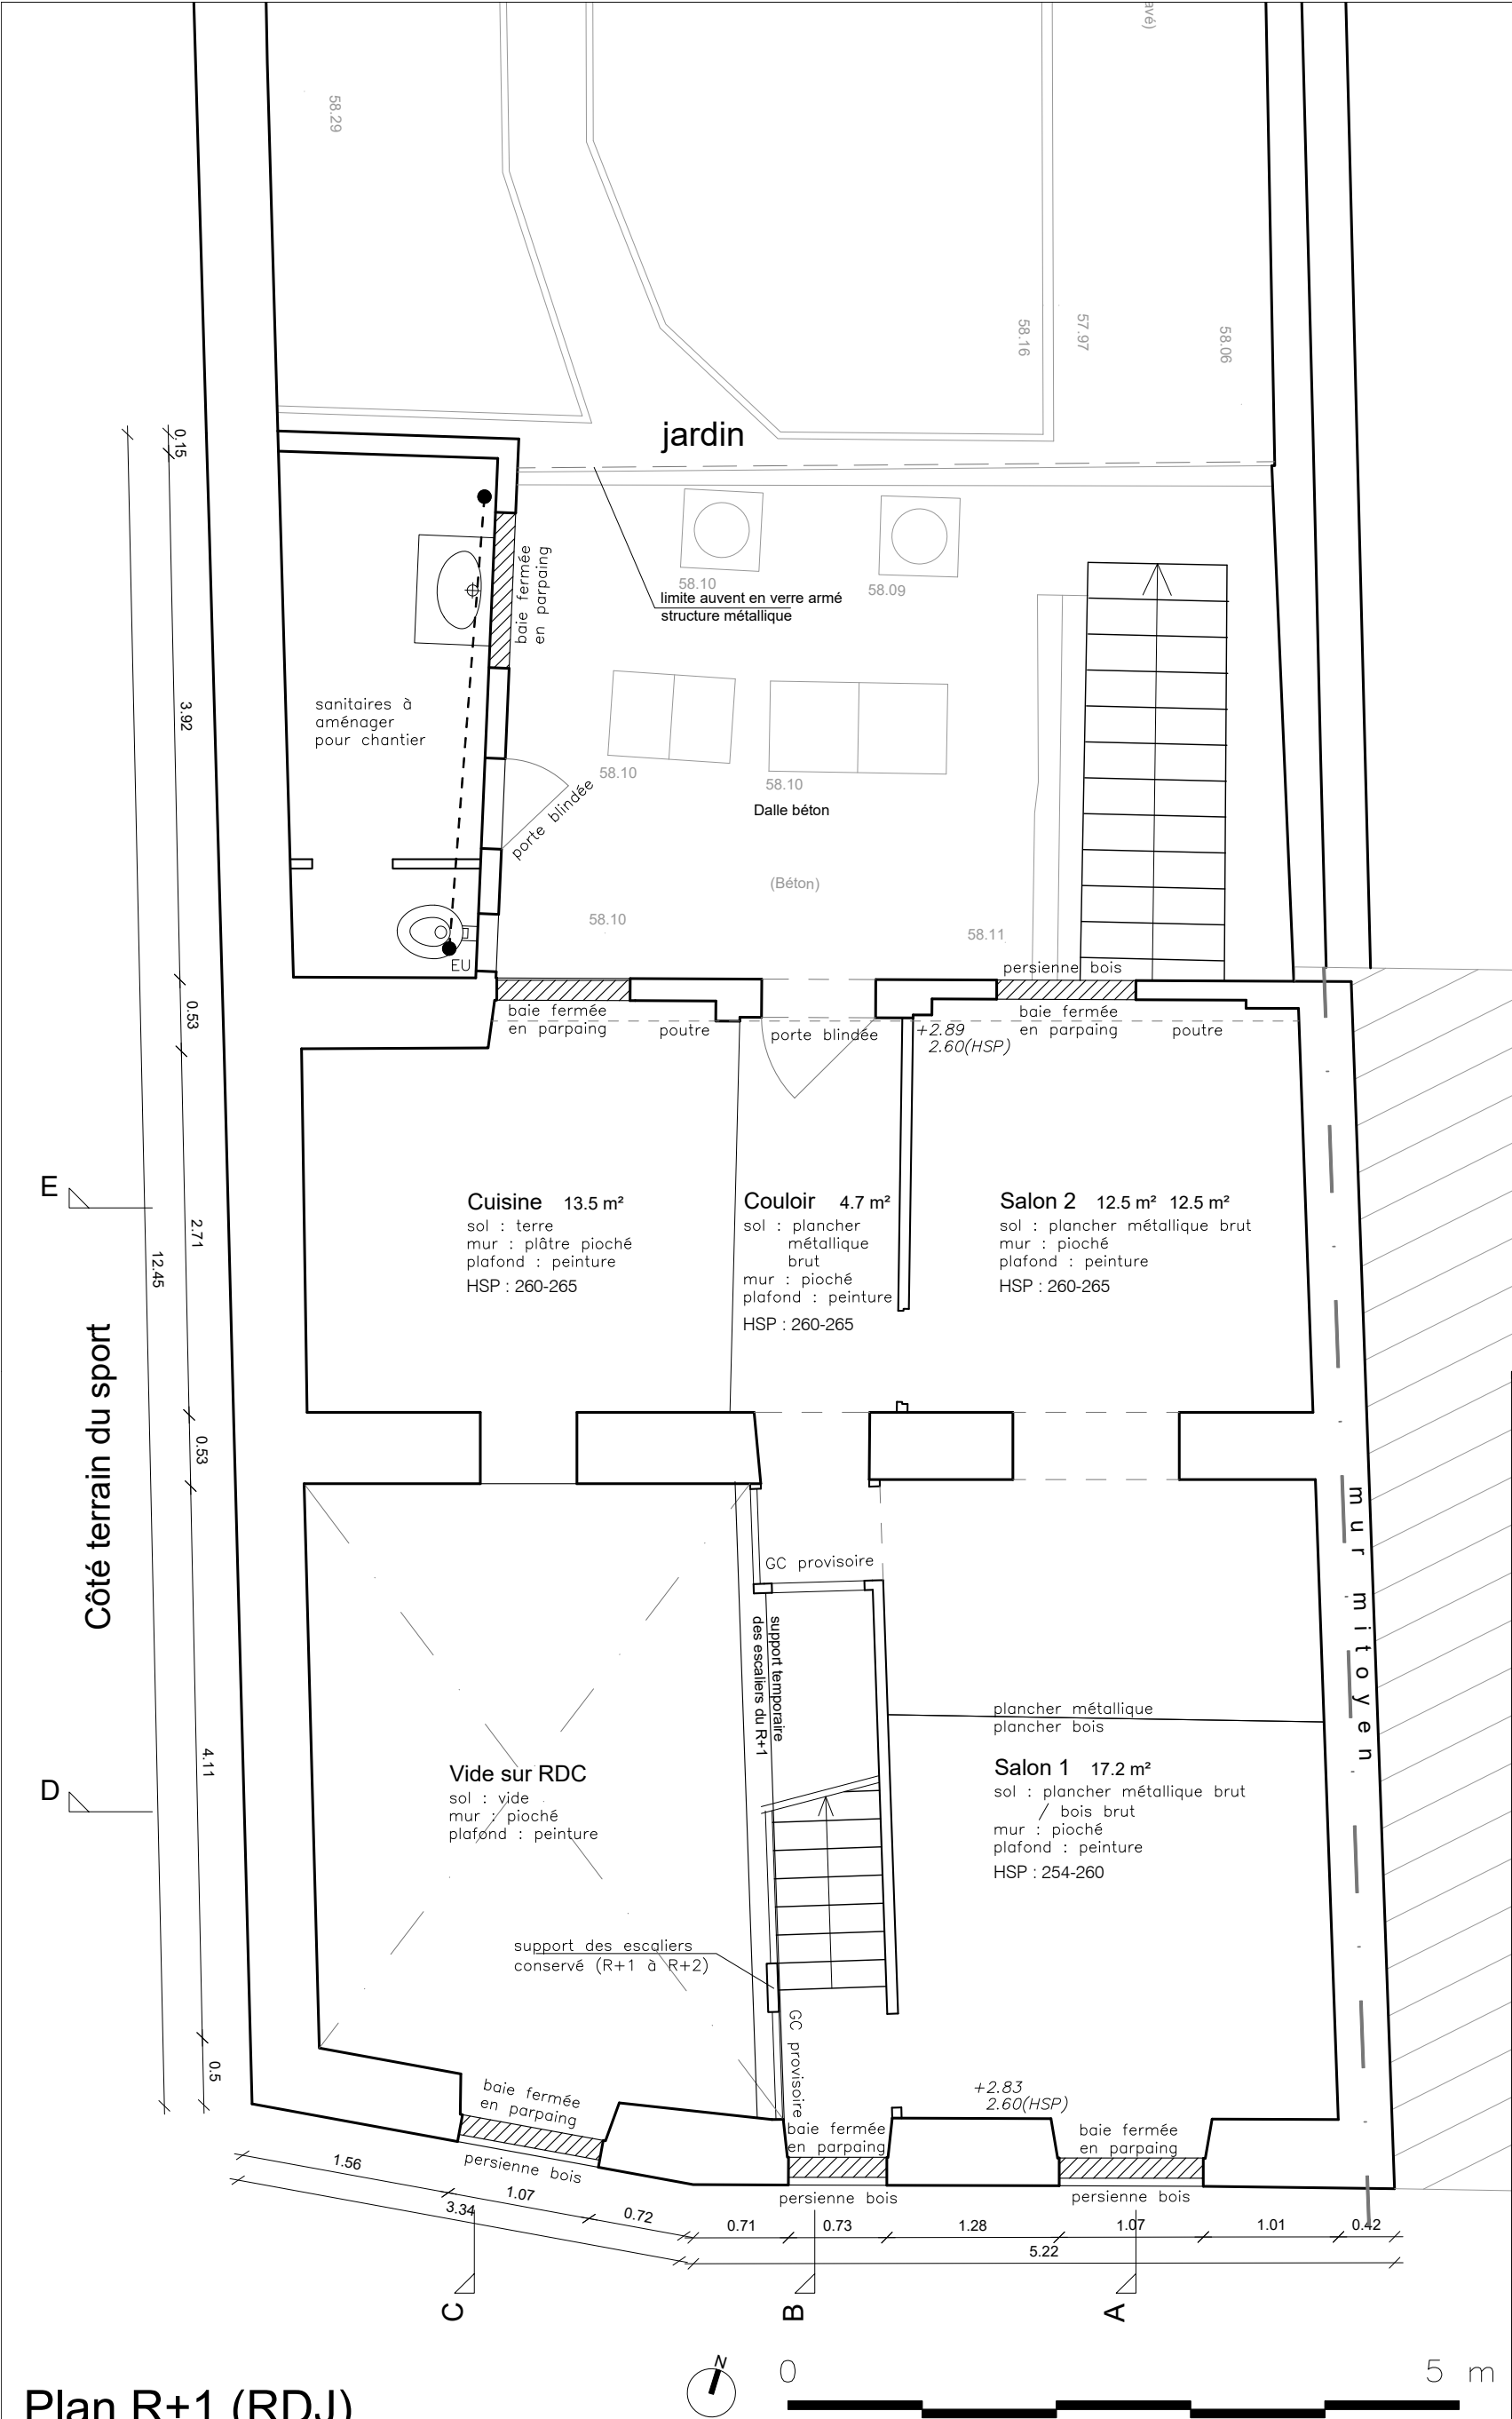 avé)
58.29
58.16
57.97
58.06
jardin
0.15
58.10
58.09
limite auvent en verre armé
structure métallique
baie fermée
en parpaing
3.92
sanitaires à
aménager
pour chantier
58.10
58.10
Dalle béton
porte blindée
(Béton)
58.10
58.11
EU
persienne bois
0.53
baie fermée
en parpaing
poutre
porte blindée
+2.89
2.60(HSP)
baie fermée
en parpaing
poutre
E
2.71
12.45
Cuisine 13.5 m²
sol : terre
mur : plâtre pioché
plafond : peinture
HSP : 260-265
Couloir 4.7 m²
sol : plancher
métallique
brut
mur : pioché
plafond : peinture
HSP : 260-265
Salon 2 12.5 m² 12.5 m²
sol : plancher métallique brut
mur : pioché
plafond : peinture
HSP : 260-265
Côté terrain du sport
0.53
mur mitoyen
GC provisoire
support temporaire
des escaliers du R+1
plancher métallique
plancher bois
4.11
D
Vide sur RDC
sol : vide
mur : pioché
plafond : peinture
Salon 1 17.2 m²
sol : plancher métallique brut
/ bois brut
mur : pioché
plafond : peinture
HSP : 254-260
support des escaliers
conservé (R+1 à R+2)
GC provisoire
0.5
baie fermée
en parpaing
persienne bois
+2.83
2.60(HSP)
baie fermée
en parpaing
persienne bois
baie fermée
en parpaing
persienne bois
1.56
1.07
0.72
3.34
0.71
0.73
1.28
1.07
1.01
0.42
5.22
C
B
A
N
0
5 m
Plan R+1 (RDJ)